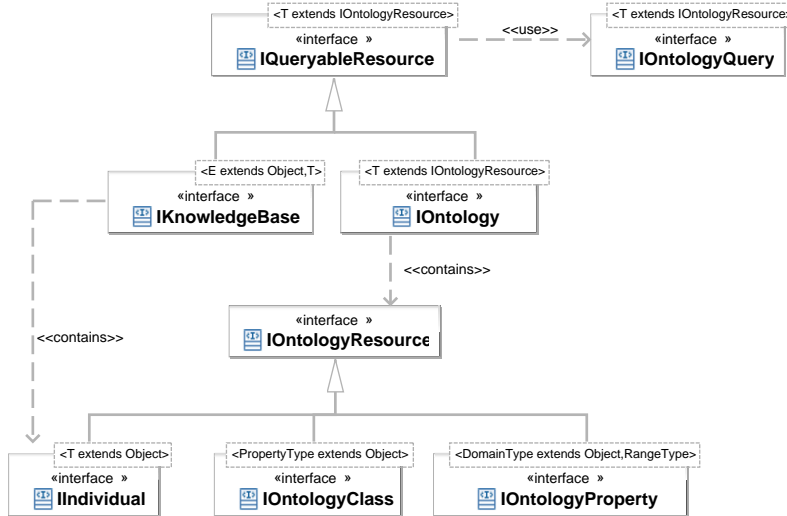 <T extends IOntologyResource>
«interface »
IQueryableResource
<<use>>
<T extends IOntologyResource>
«interface »
IOntologyQuery
<E extends Object,T>
«interface »
IKnowledgeBase
<T extends IOntologyResource>
«interface »
IOntology
<<contains>>
«interface »
IOntologyResource
<<contains>>
<T extends Object>
«interface »
IIndividual
<PropertyType extends Object>
«interface »
IOntologyClass
<DomainType extends Object,RangeType>
«interface »
IOntologyProperty